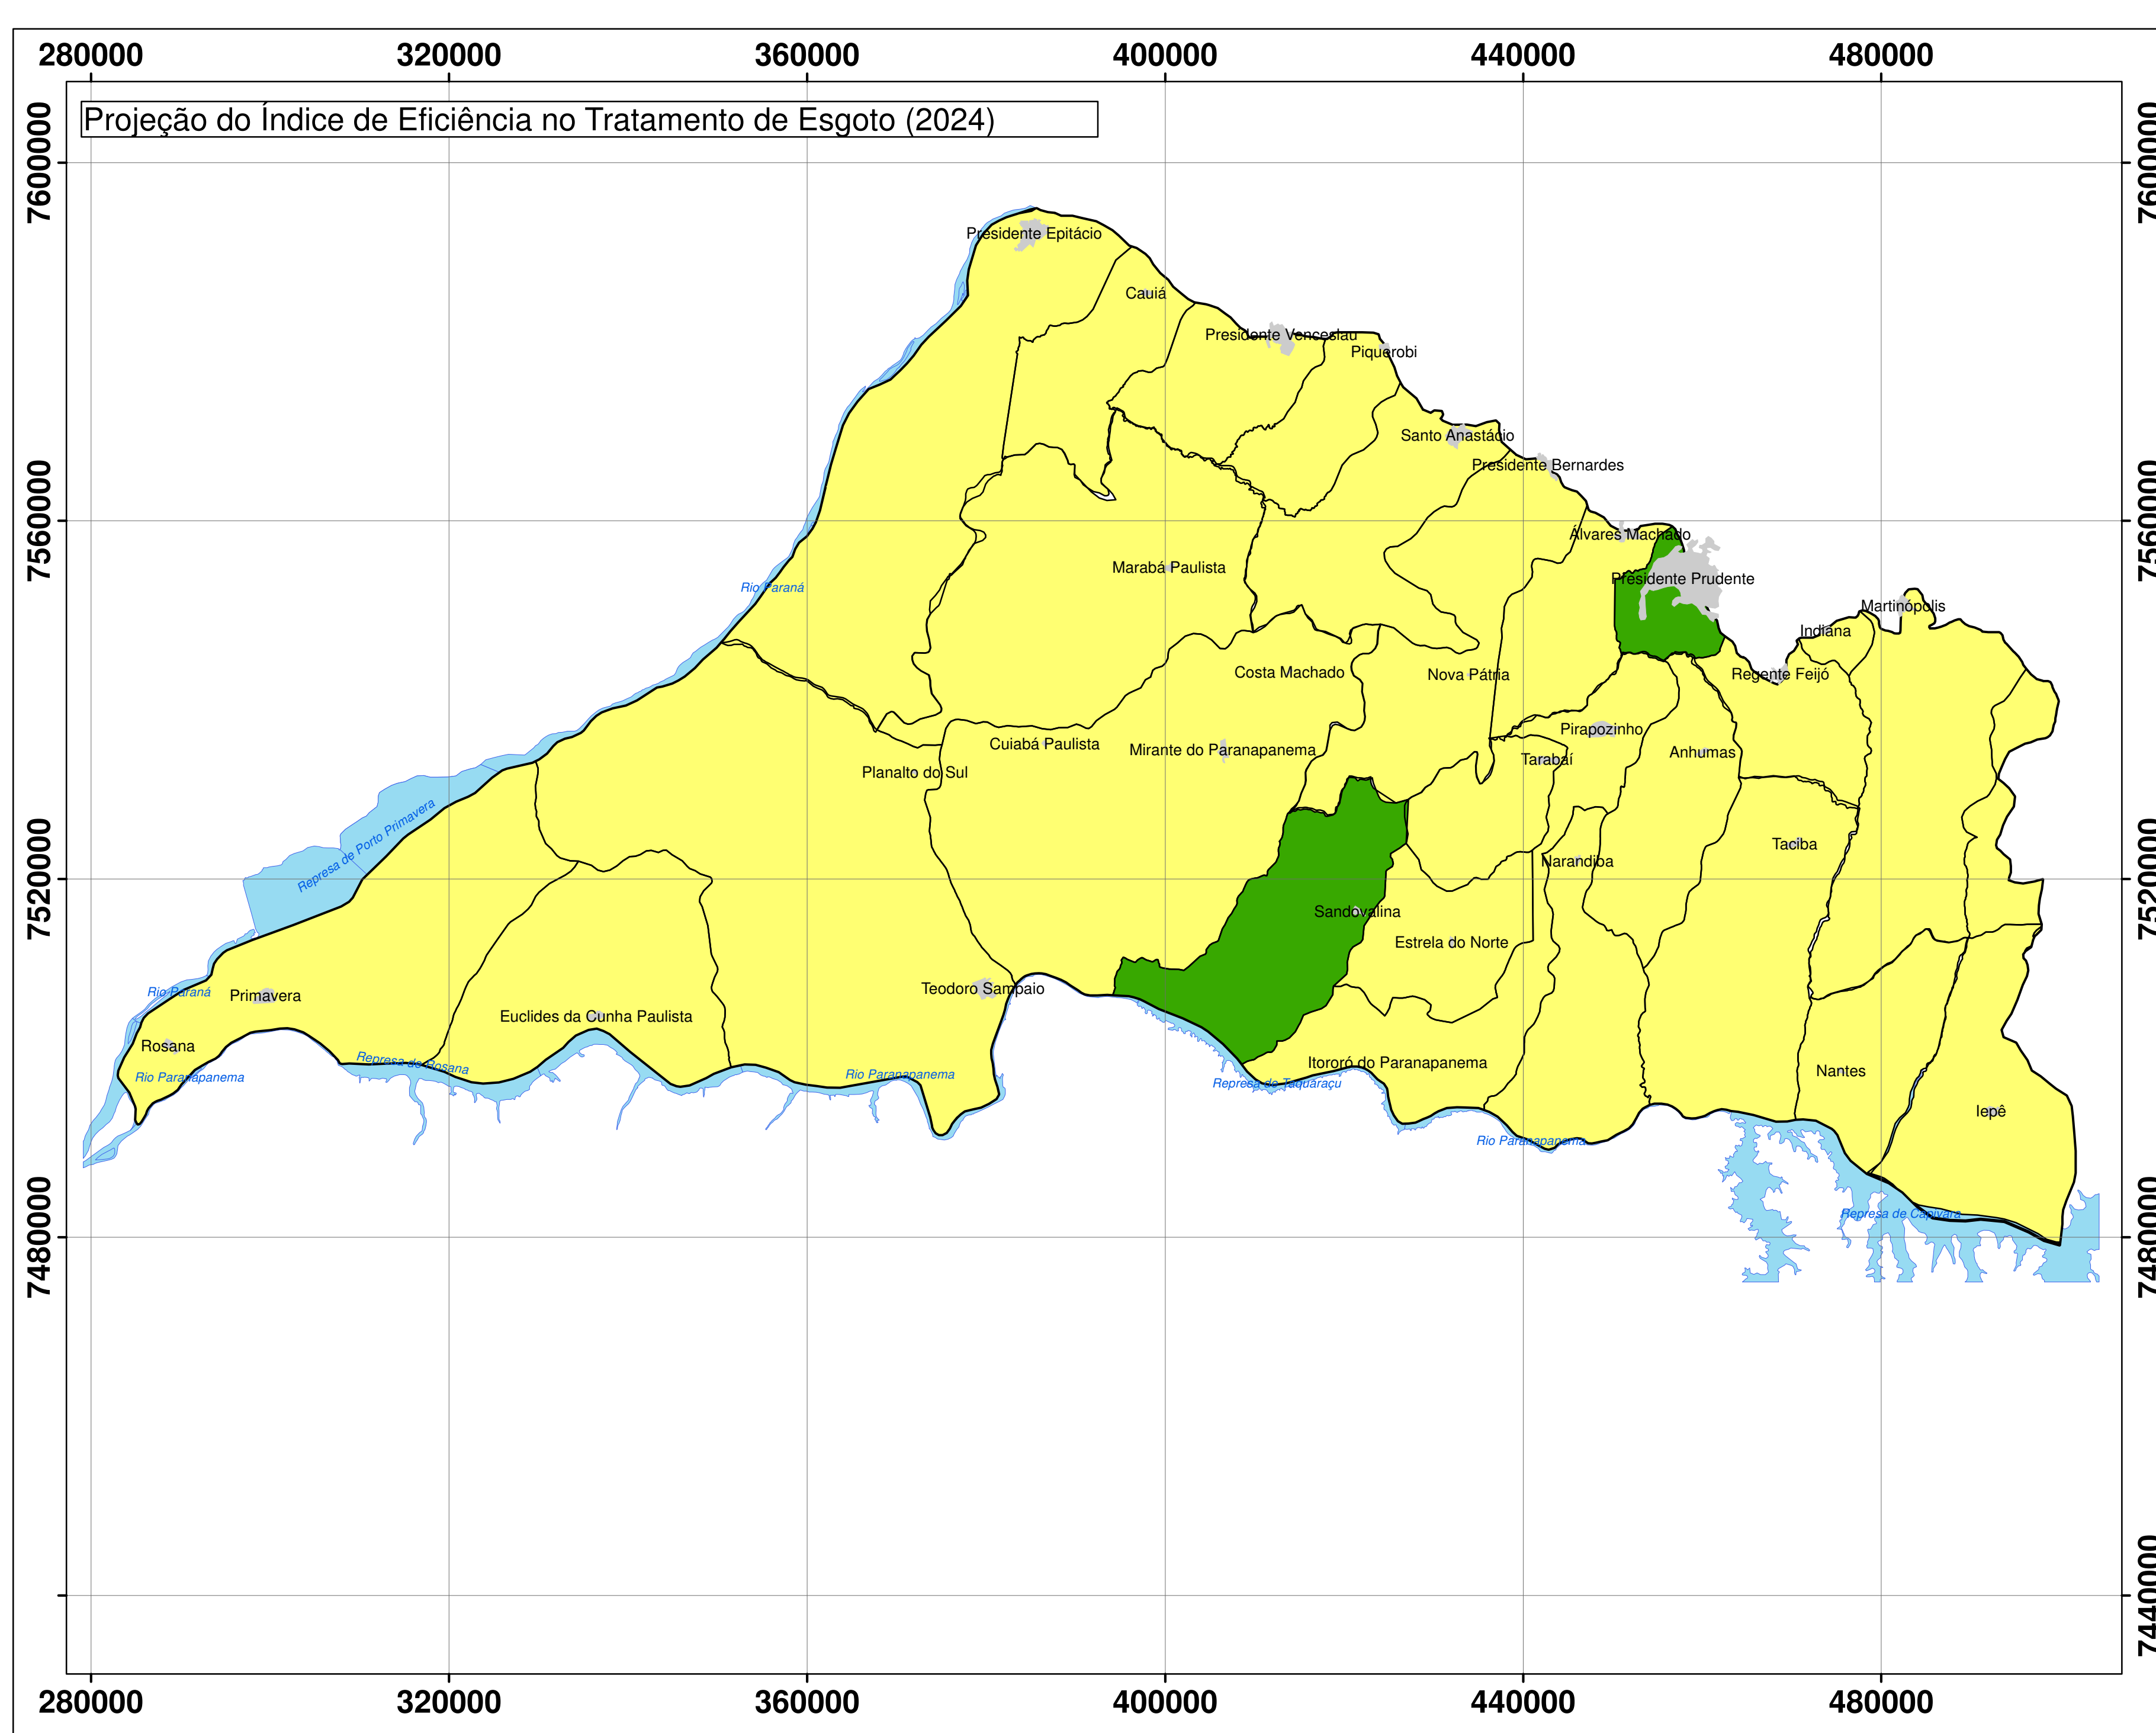 280000 320000 360000 400000 440000 480000
Projeção do Índice de Eficiência no Tratamento de Esgoto (2024)
7600000 7600000
Presidente Epitácio
Caiuá
Presidente Venceslau
Piquerobi
Santo Anastácio
Presidente Bernardes
7560000 7560000
Álvares Machado
Marabá Paulista
Presidente Prudente
Rio Paraná
Martinópolis
Indiana
Costa Machado
Nova Pátria
Regente Feijó
Pirapozinho
Cuiabá Paulista
Mirante do Paranapanema
Anhumas
Tarabaí
Planalto do Sul
Represa de Porto Primavera
Taciba
Narandiba
7520000 7520000
Sandovalina
Estrela do Norte
Teodoro Sampaio
Rio Paraná
Primavera
Euclides da Cunha Paulista
Rosana
Represa de Rosana
Itororó do Paranapanema
Nantes
Rio Paranapanema
Rio Paranapanema
Represa de Taquaraçu
Iepê
Rio Paranapanema
Represa de Capivara
7480000 7480000
7440000
280000 320000 360000 400000 440000 480000